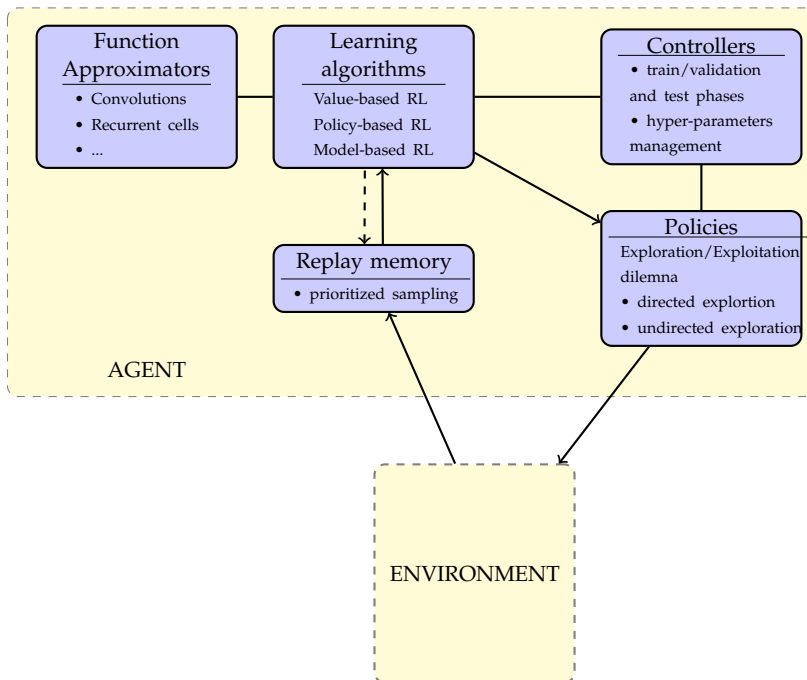 Function
Approximators
• Convolutions
• Recurrent cells
• ...
Learning
algorithms
Value-based RL
Policy-based RL
Model-based RL
Controllers
• train/validation
and test phases
• hyper-parameters
management
Replay memory
• prioritized sampling
Policies
Exploration/Exploitation
dilemna
• directed explortion
• undirected exploration
AGENT
ENVIRONMENT